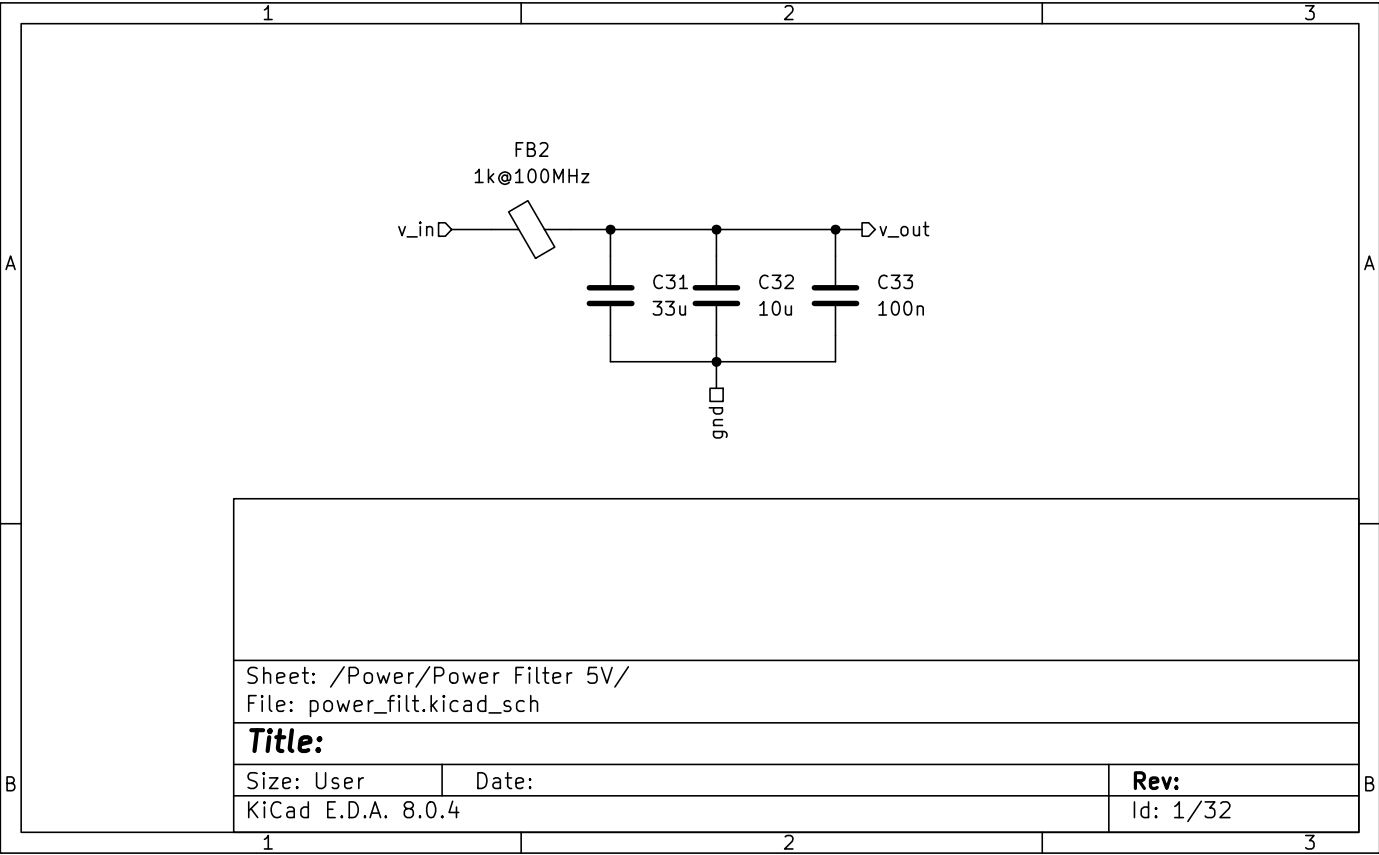 1 2 3
FB2
1k@100MHz
v_in v_out
A A
C31 C32 C33
33u 10u 100n
gnd
Sheet: /Power/Power Filter 5V/
File: power_filt.kicad_sch
Title:
Size: User Date: Rev:
B B
KiCad E.D.A. 8.0.4 Id: 1/32
1 2 3